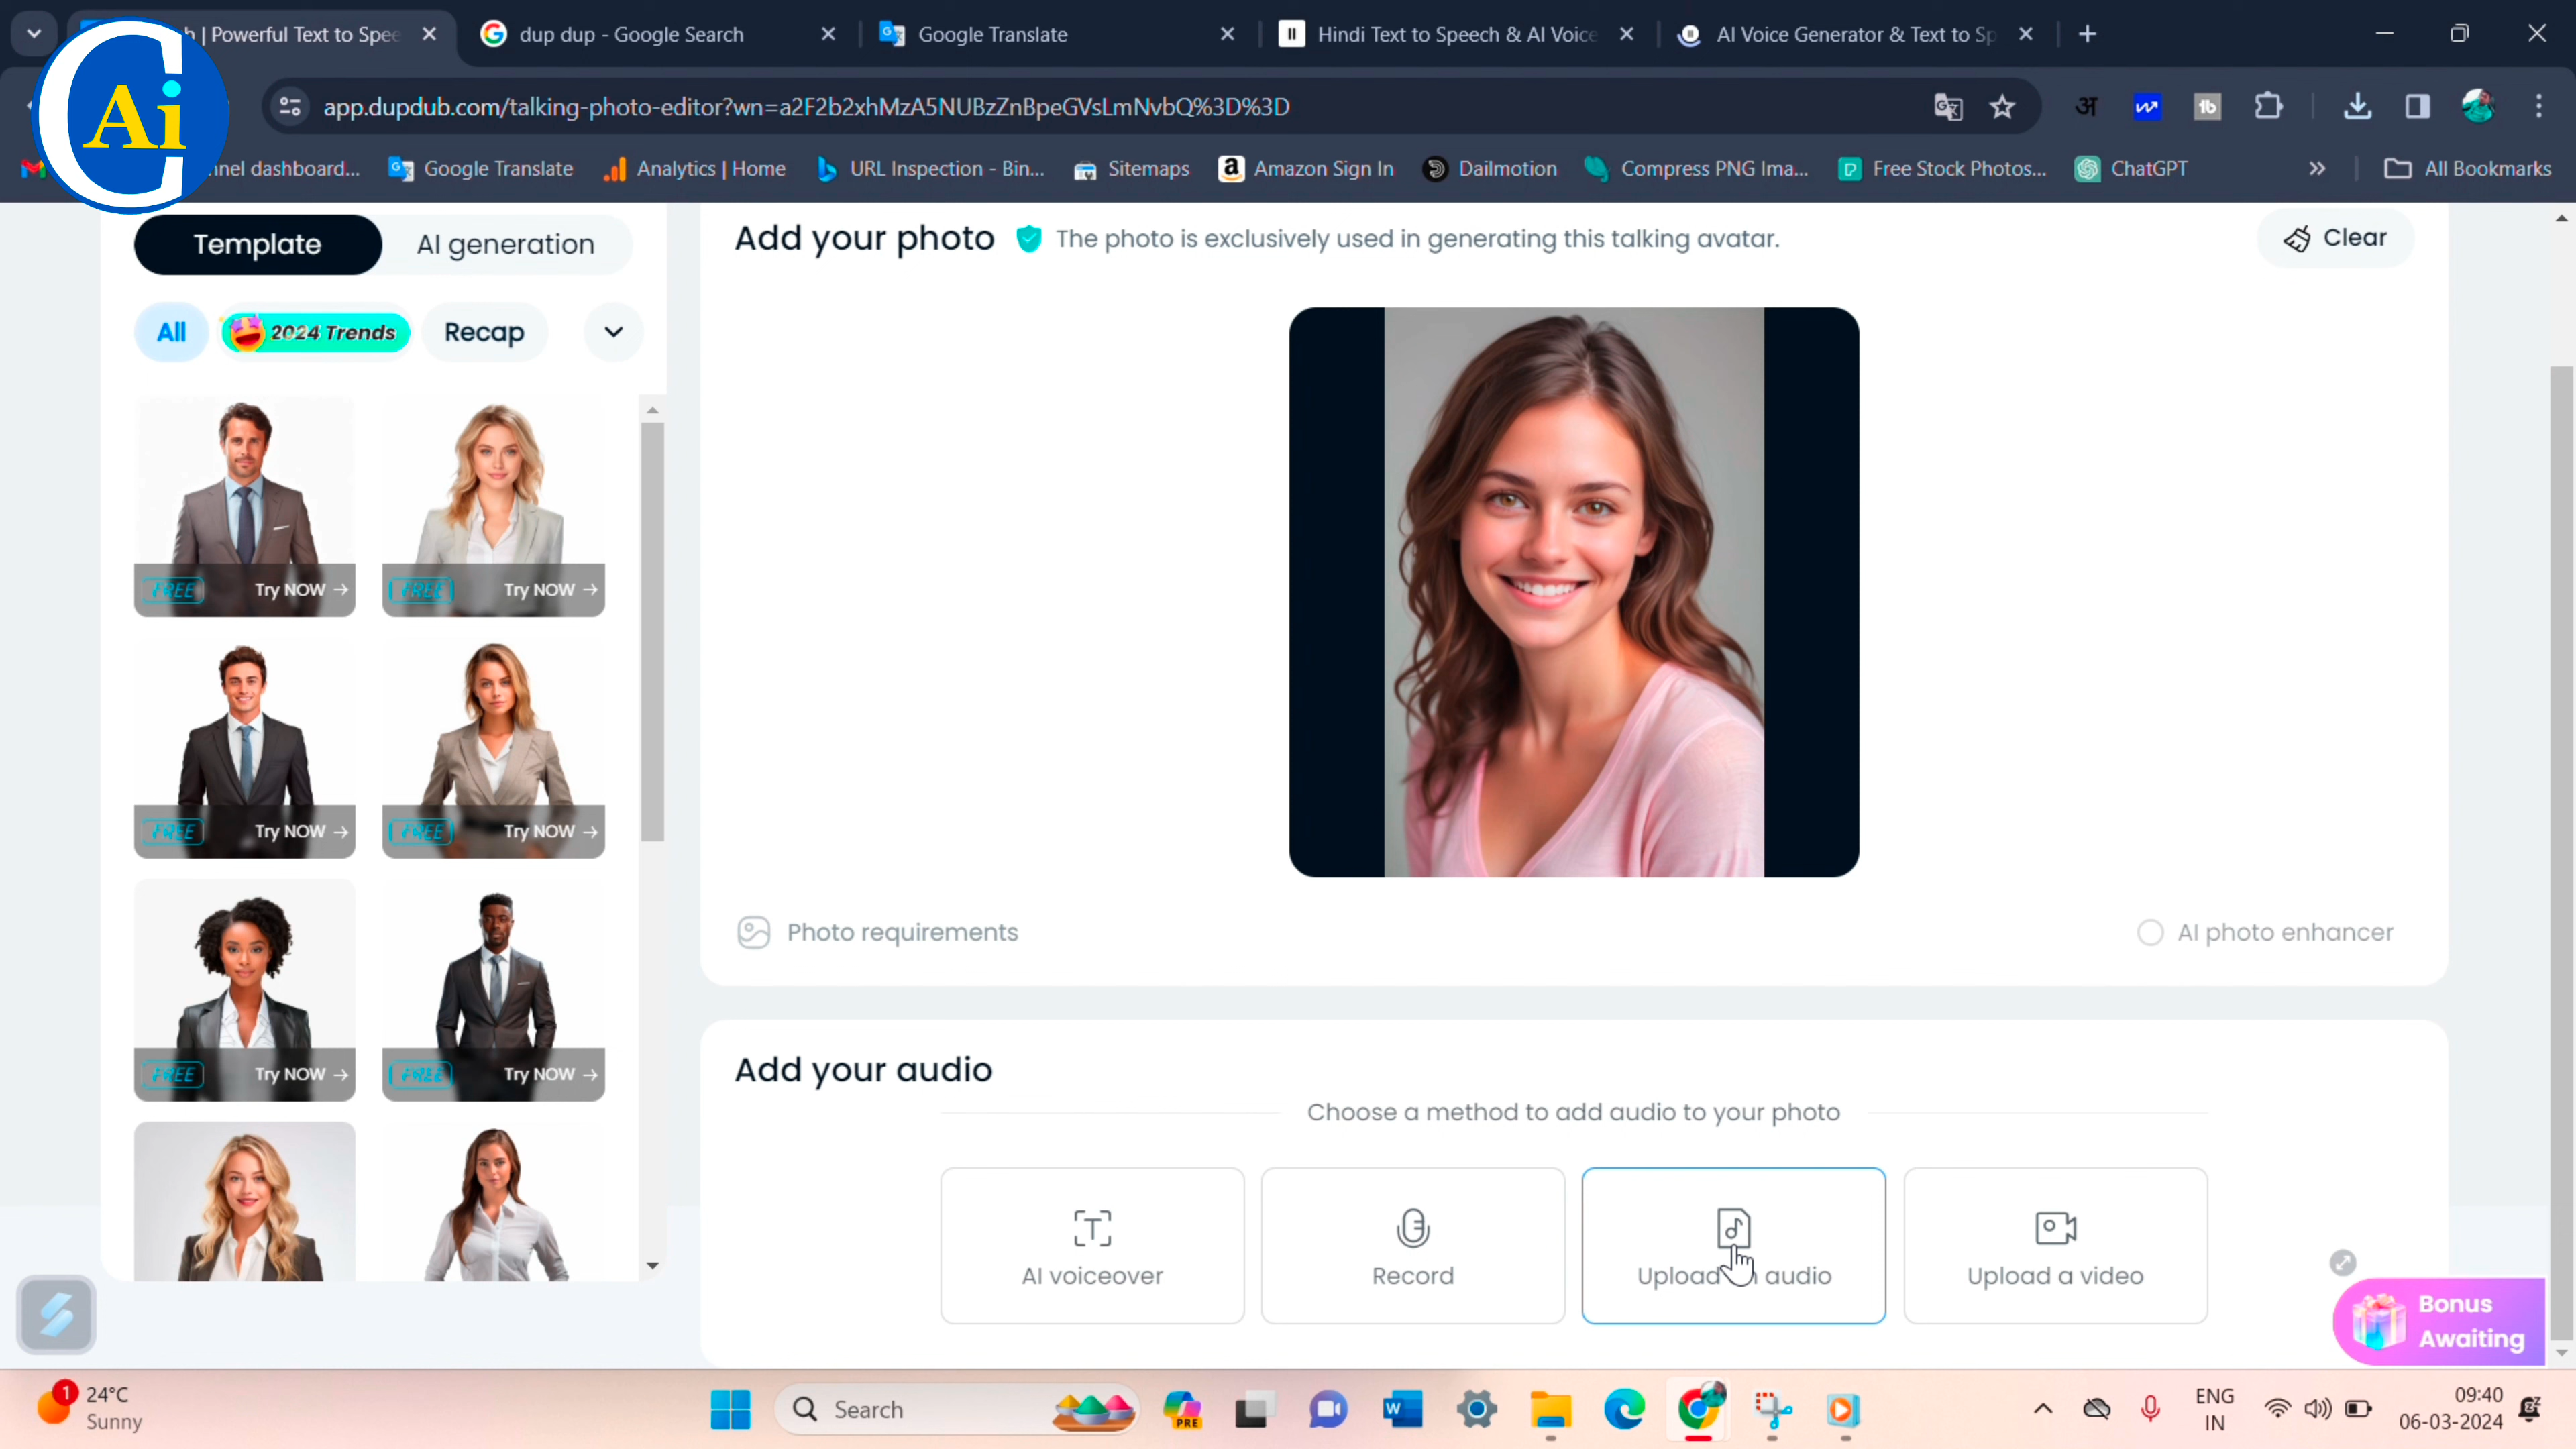 C
Ai
h | Powerful Text to Spee
dup dup - Google Search
Google Translate
Hindi Text to Speech & AI Voice
AI Voice Generator & Text to Sp
app.dupdub.com/talking-photo-editor?wn=a2F2b2xhMzA5NUBzZnBpeGVsLmNvbQ%3D%3D
अ
tb
nnel dashboard...
Google Translate
Analytics | Home
URL Inspection - Bin...
Sitemaps
a
Amazon Sign In
Dailmotion
Compress PNG Ima...
Free Stock Photos...
ChatGPT
All Bookmarks
Template
AI generation
All
2024 Trends
Recap
FREE Try NOW →
FREE Try NOW →
FREE Try NOW →
FREE Try NOW →
FREE Try NOW →
FREE Try NOW →
Add your photo
The photo is exclusively used in generating this talking avatar.
Clear
Photo requirements
AI photo enhancer
Add your audio
Choose a method to add audio to your photo
AI voiceover
Record
Upload audio
Upload a video
Bonus
Awaiting
1
24°C
Sunny
Search
PRE
W
ENG
IN
09:40
06-03-2024